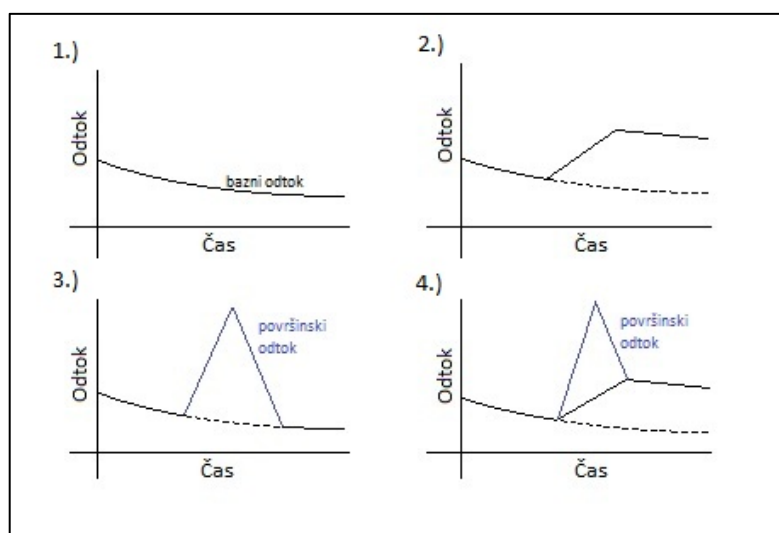 1.)
Odtok
bazni odtok
Čas
2.)
Odtok
Čas
3.)
Odtok
površinski
odtok
Čas
4.)
Odtok
površinski
odtok
Čas